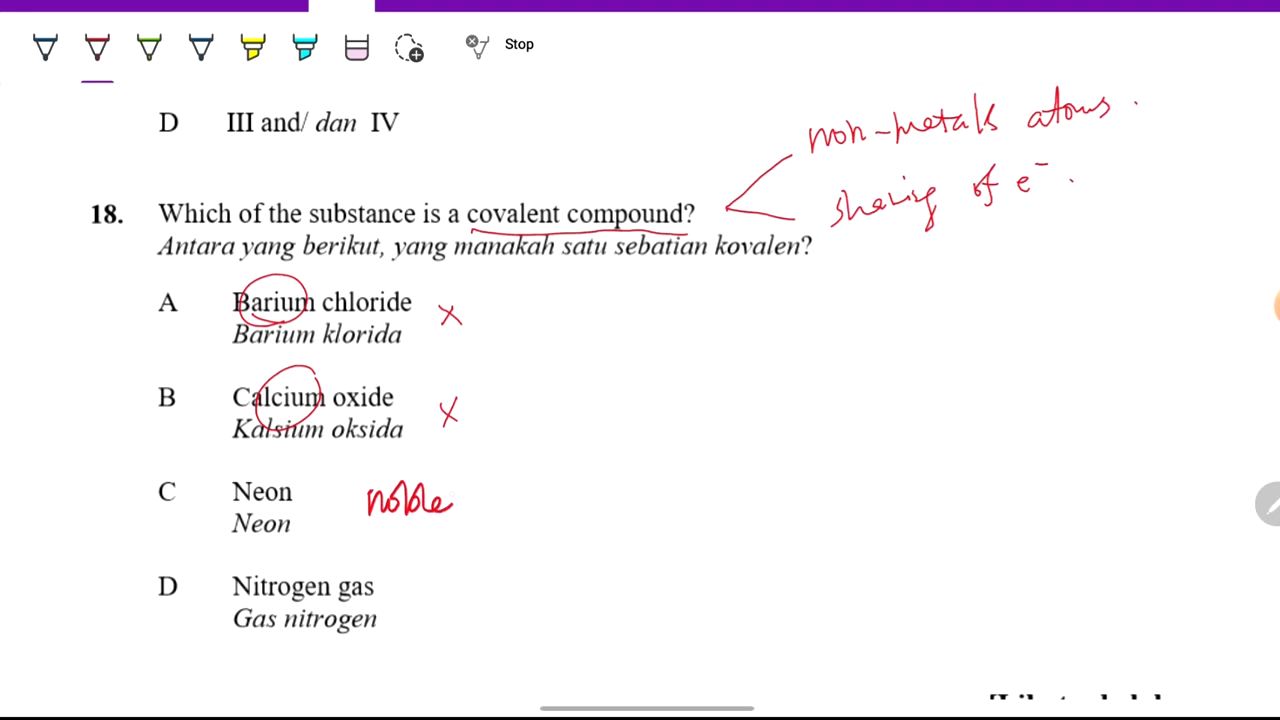 Stop
D III and/ dan IV
non-metals atoms.
sharing of e⁻.
18. Which of the substance is a covalent compound?
Antara yang berikut, yang manakah satu sebatian kovalen?
A Barium chloride x
Barium klorida
B Calcium oxide x
Kalsium oksida
C Neon noble
Neon
D Nitrogen gas
Gas nitrogen